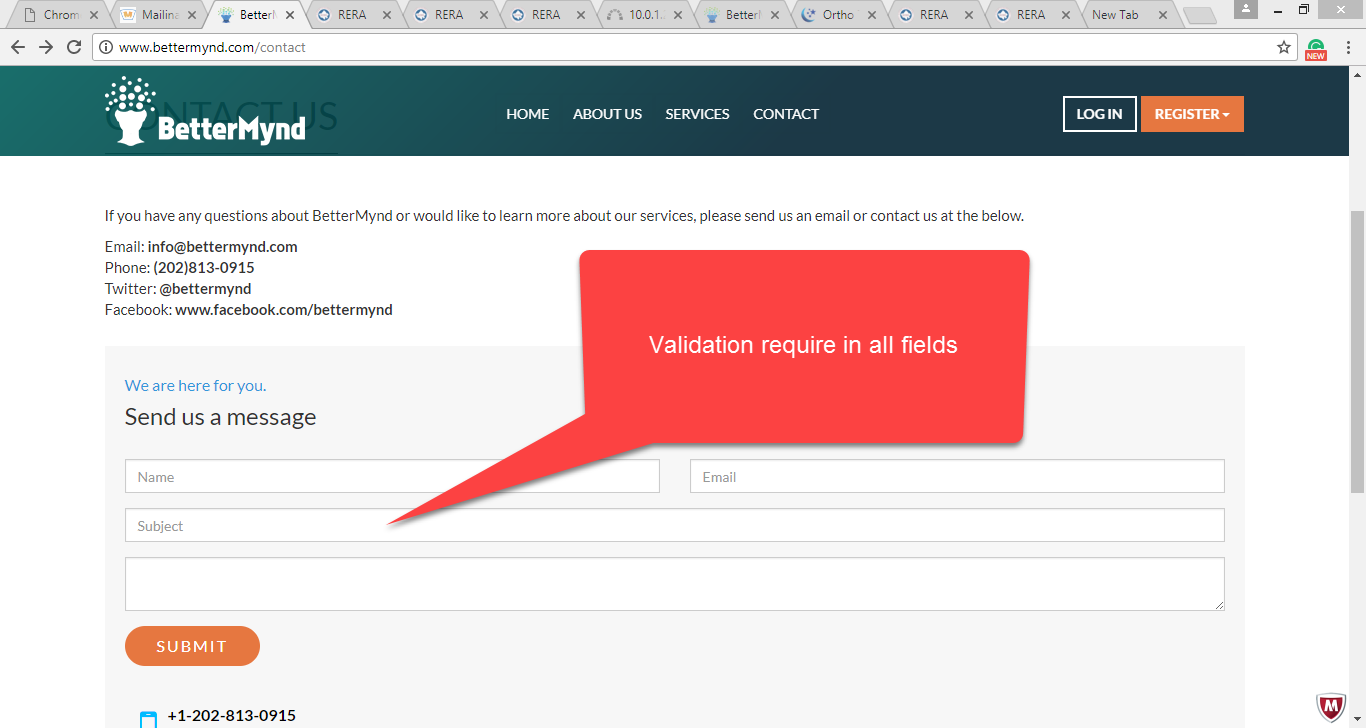 Chrom
Mailina
BetterM
RERA
RERA
RERA
10.0.1.
BetterM
Ortho
RERA
RERA
New Tab
www.bettermynd.com/contact
NEW
CONTACT US
BetterMynd
HOME
ABOUT US
SERVICES
CONTACT
LOG IN
REGISTER
If you have any questions about BetterMynd or would like to learn more about our services, please send us an email or contact us at the below.
Email: info@bettermynd.com
Phone: (202)813-0915
Twitter: @bettermynd
Facebook: www.facebook.com/bettermynd
Validation require in all fields
We are here for you.
Send us a message
Name
Email
Subject
SUBMIT
+1-202-813-0915